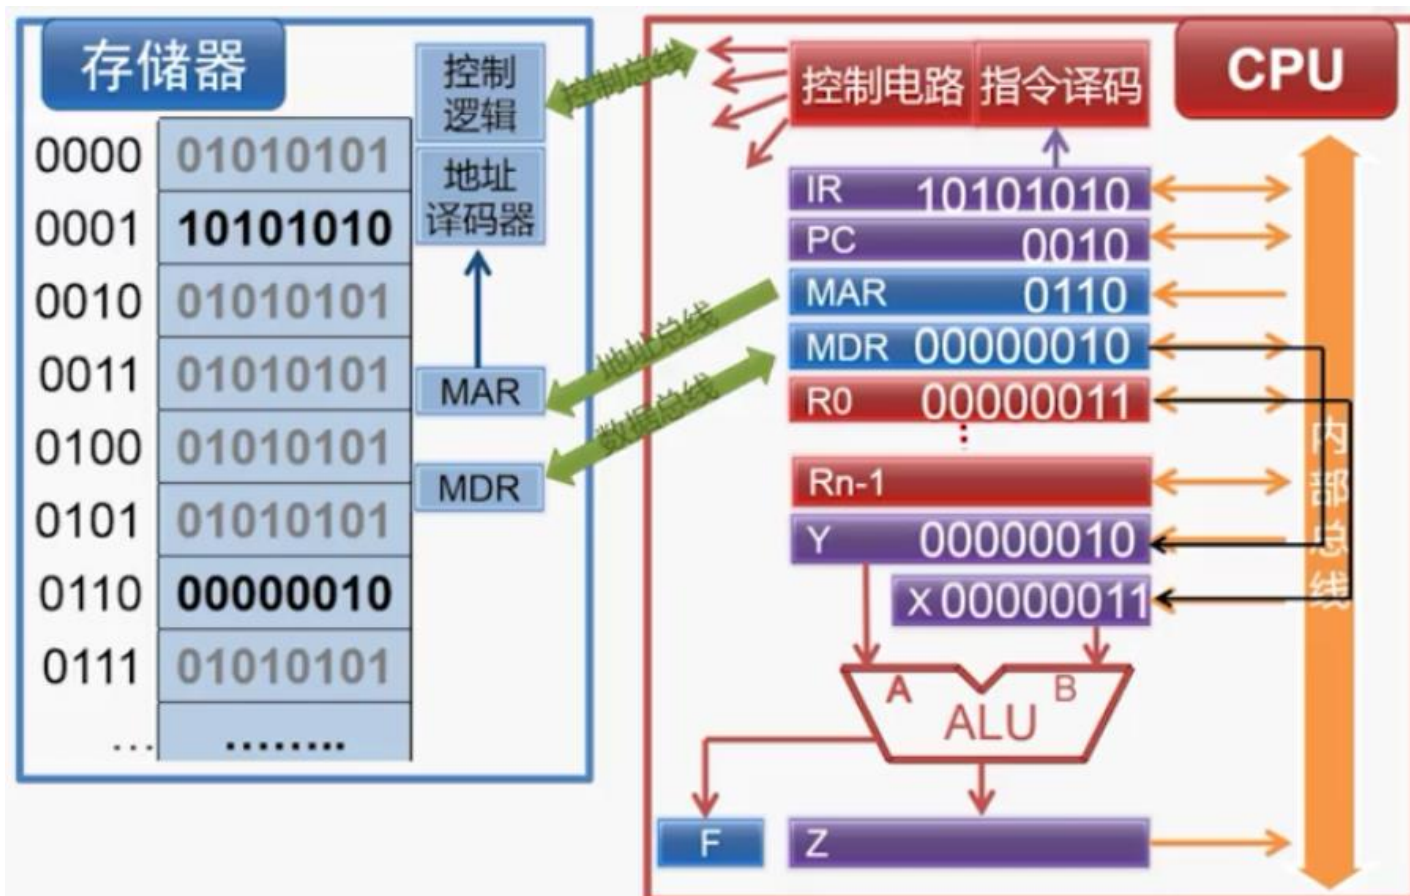 存储器
控制
逻辑
地址
译码器
0000 01010101
0001 10101010
0010 01010101
0011 01010101
0100 01010101
0101 01010101
0110 00000010
0111 01010101
... ........
MAR
MDR
控制总线
地址总线
数据总线
CPU
控制电路 指令译码
IR 10101010
PC 0010
MAR 0110
MDR 00000010
R0 00000011
⋮
Rn-1
Y 00000010
X 00000011
A B
ALU
F Z
内部总线